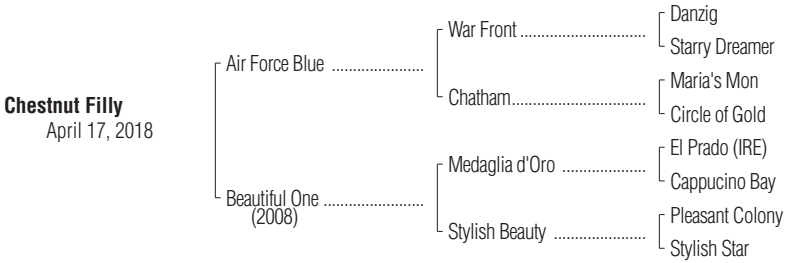 Danzig
War Front ..............................
Starry Dreamer
Air Force Blue ......................
Maria's Mon
Chatham................................
Circle of Gold
Chestnut Filly
April 17, 2018
El Prado (IRE)
Medaglia d'Oro ....................
Cappucino Bay
Beautiful One ........................
(2008)
Pleasant Colony
Stylish Beauty ......................
Stylish Star